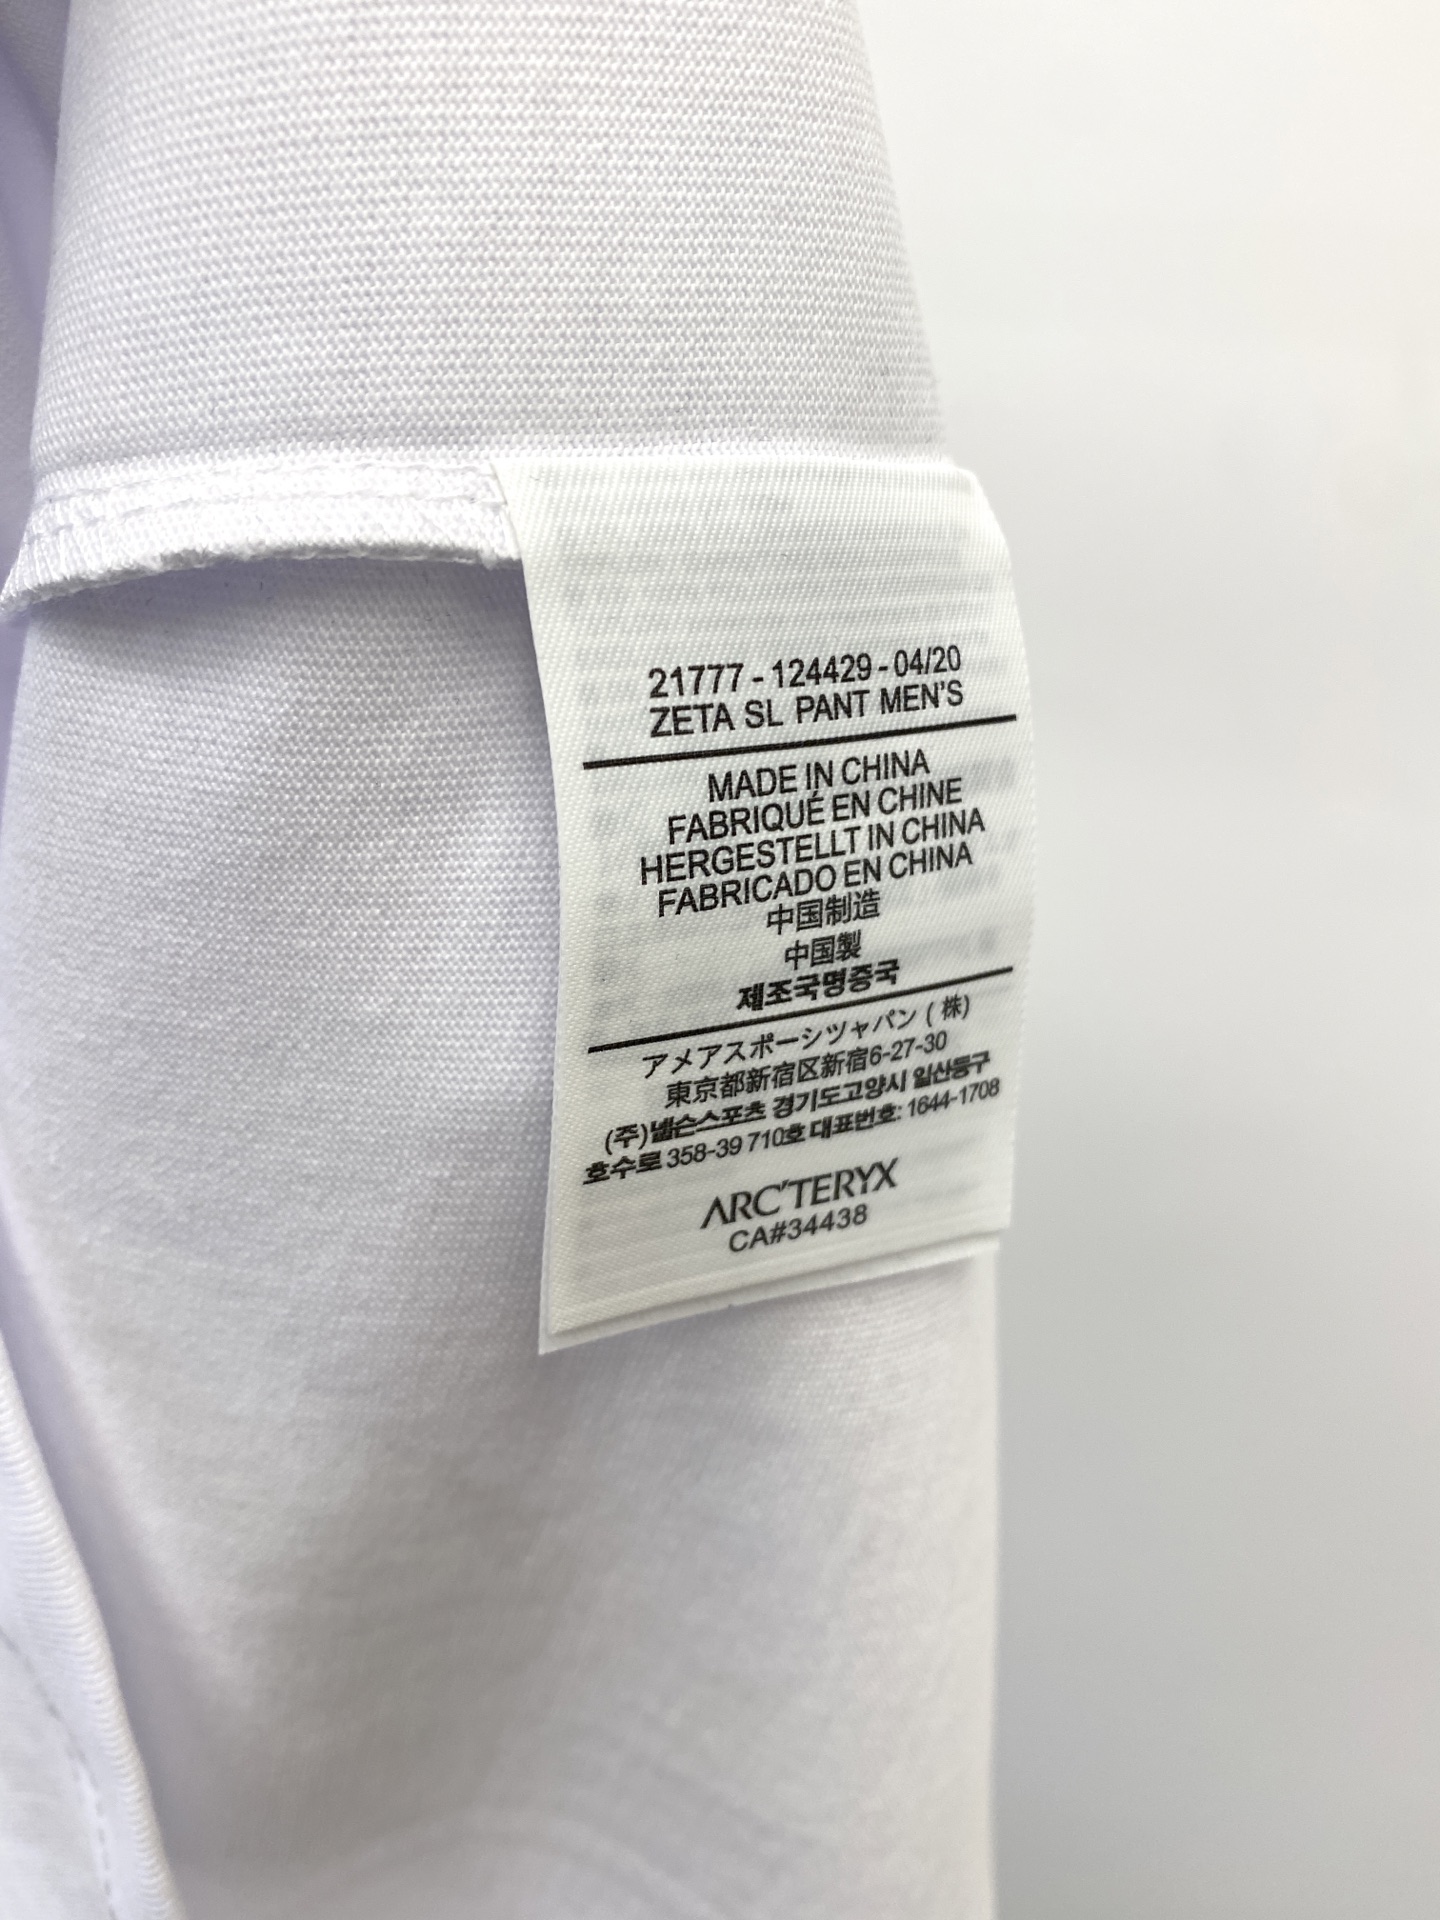 21777 - 124429 - 04/20
ZETA SL PANT MEN'S
MADE IN CHINA
FABRIQUÉ EN CHINE
HERGESTELLT IN CHINA
FABRICADO EN CHINA
中国制造
中国製
제조국명중국
アメアスポーシツャパン ( 株)
東京都新宿区新宿6-27-30
(주)넬슨스포츠 경기도고양시 일산동구
호수로 358-39 710호 대표번호: 1644-1708
ARC'TERYX
CA#34438